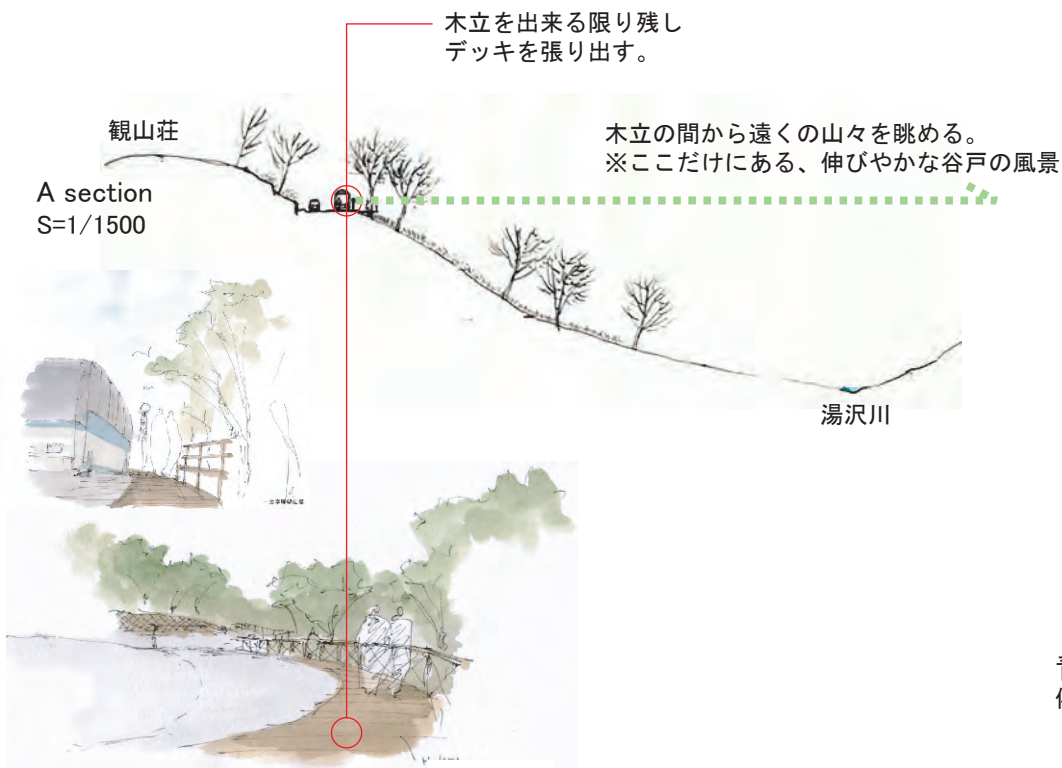 木立を出来る限り残し
デッキを張り出す。
観山荘
木立の間から遠くの山々を眺める。
※ここだけにある、伸びやかな谷戸の風景
A section
S=1/1500
湯沢川